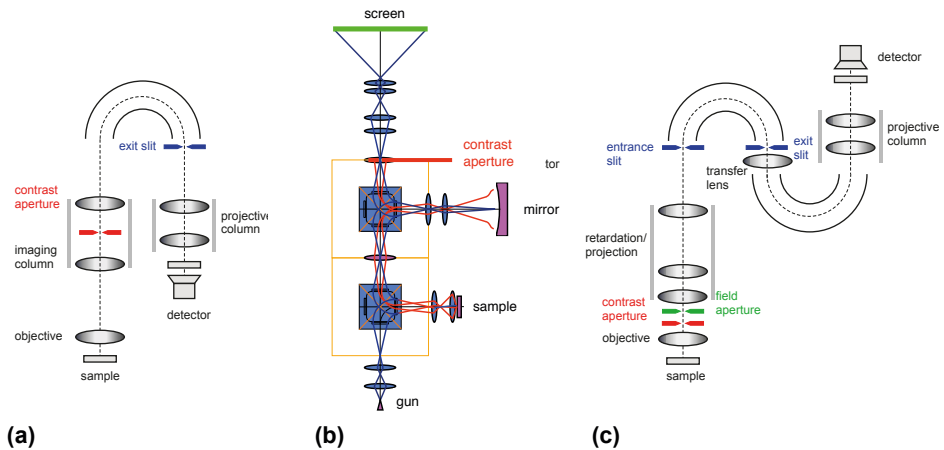 exit slit
contrast
aperture
projective
column
imaging
column
detector
objective
sample
(a)
screen
contrast
aperture
tor
mirror
sample
gun
(b)
detector
entrance
slit
exit
slit
transfer
lens
projective
column
retardation/
projection
contrast
aperture
field
aperture
objective
sample
(c)